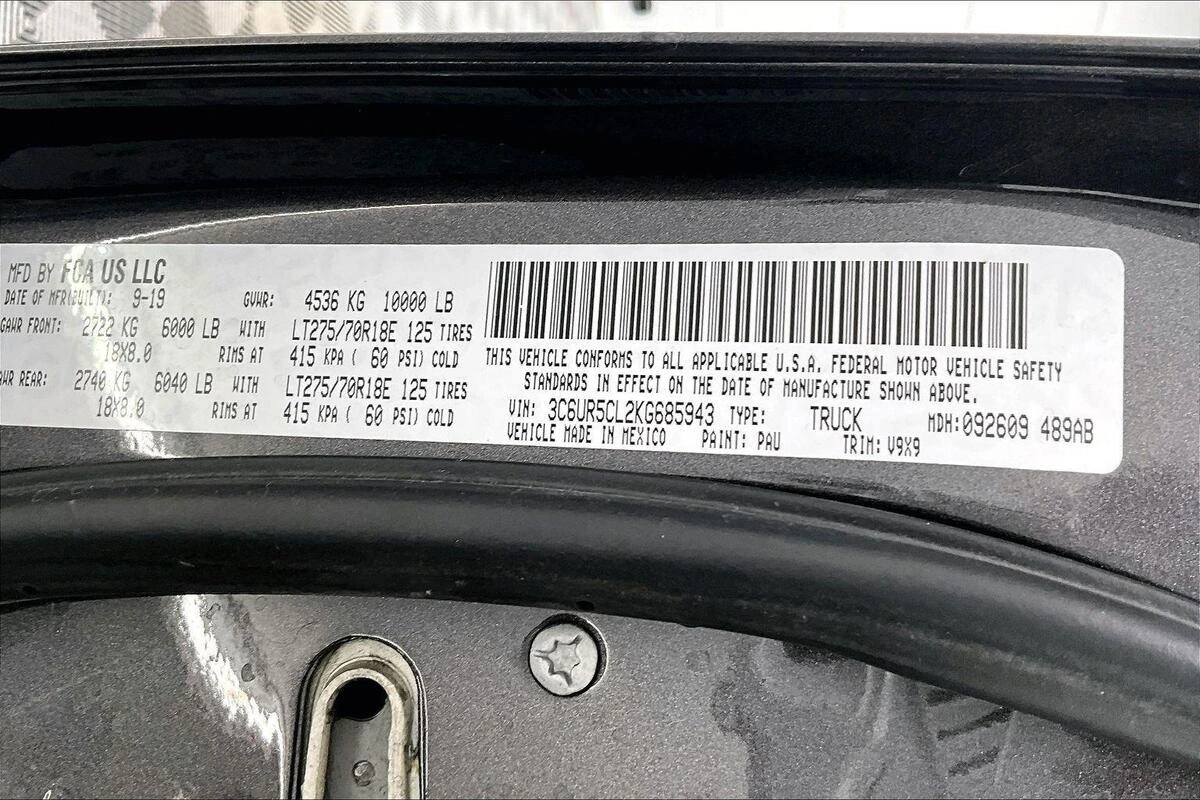 MFD BY FCA US LLC
DATE OF MFR(BUILT): 9-19 GVWR: 4536 KG 10000 LB
GAWR FRONT: 2722 KG 6000 LB WITH LT275/70R18E 125 TIRES
18X8.0 RIMS AT 415 KPA ( 60 PSI) COLD
AWR REAR: 2740 KG 6040 LB WITH LT275/70R18E 125 TIRES
18X8.0 RIMS AT 415 KPA ( 60 PSI) COLD
THIS VEHICLE CONFORMS TO ALL APPLICABLE U.S.A. FEDERAL MOTOR VEHICLE SAFETY
STANDARDS IN EFFECT ON THE DATE OF MANUFACTURE SHOWN ABOVE.
VIN: 3C6UR5CL2KG685943 TYPE: TRUCK MDH:092609 489AB
VEHICLE MADE IN MEXICO PAINT: PAU TRIM: V9X9